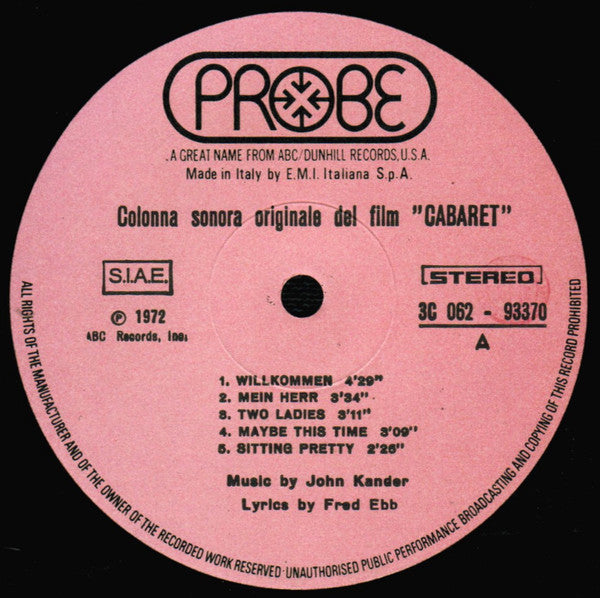 PROBE
.A GREAT NAME FROM ABC/DUNHILL RECORDS, U.S.A.
Made in Italy by E.M.I. Italiana S.p.A.
Colonna sonora originale del film "CABARET"
S.I.A.E.
STEREO
℗ 1972
3C 062 - 93370
ABC Records, Inc.
A
1. WILLKOMMEN 4'29"
2. MEIN HERR 3'34"
3. TWO LADIES 3'11"
4. MAYBE THIS TIME 3'09"
5. SITTING PRETTY 2'26"
Music by John Kander
Lyrics by Fred Ebb
ALL RIGHTS OF THE MANUFACTURER AND OF THE OWNER OF THE RECORDED WORK RESERVED · UNAUTHORISED PUBLIC PERFORMANCE BROADCASTING AND COPYING OF THIS RECORD PROHIBITED